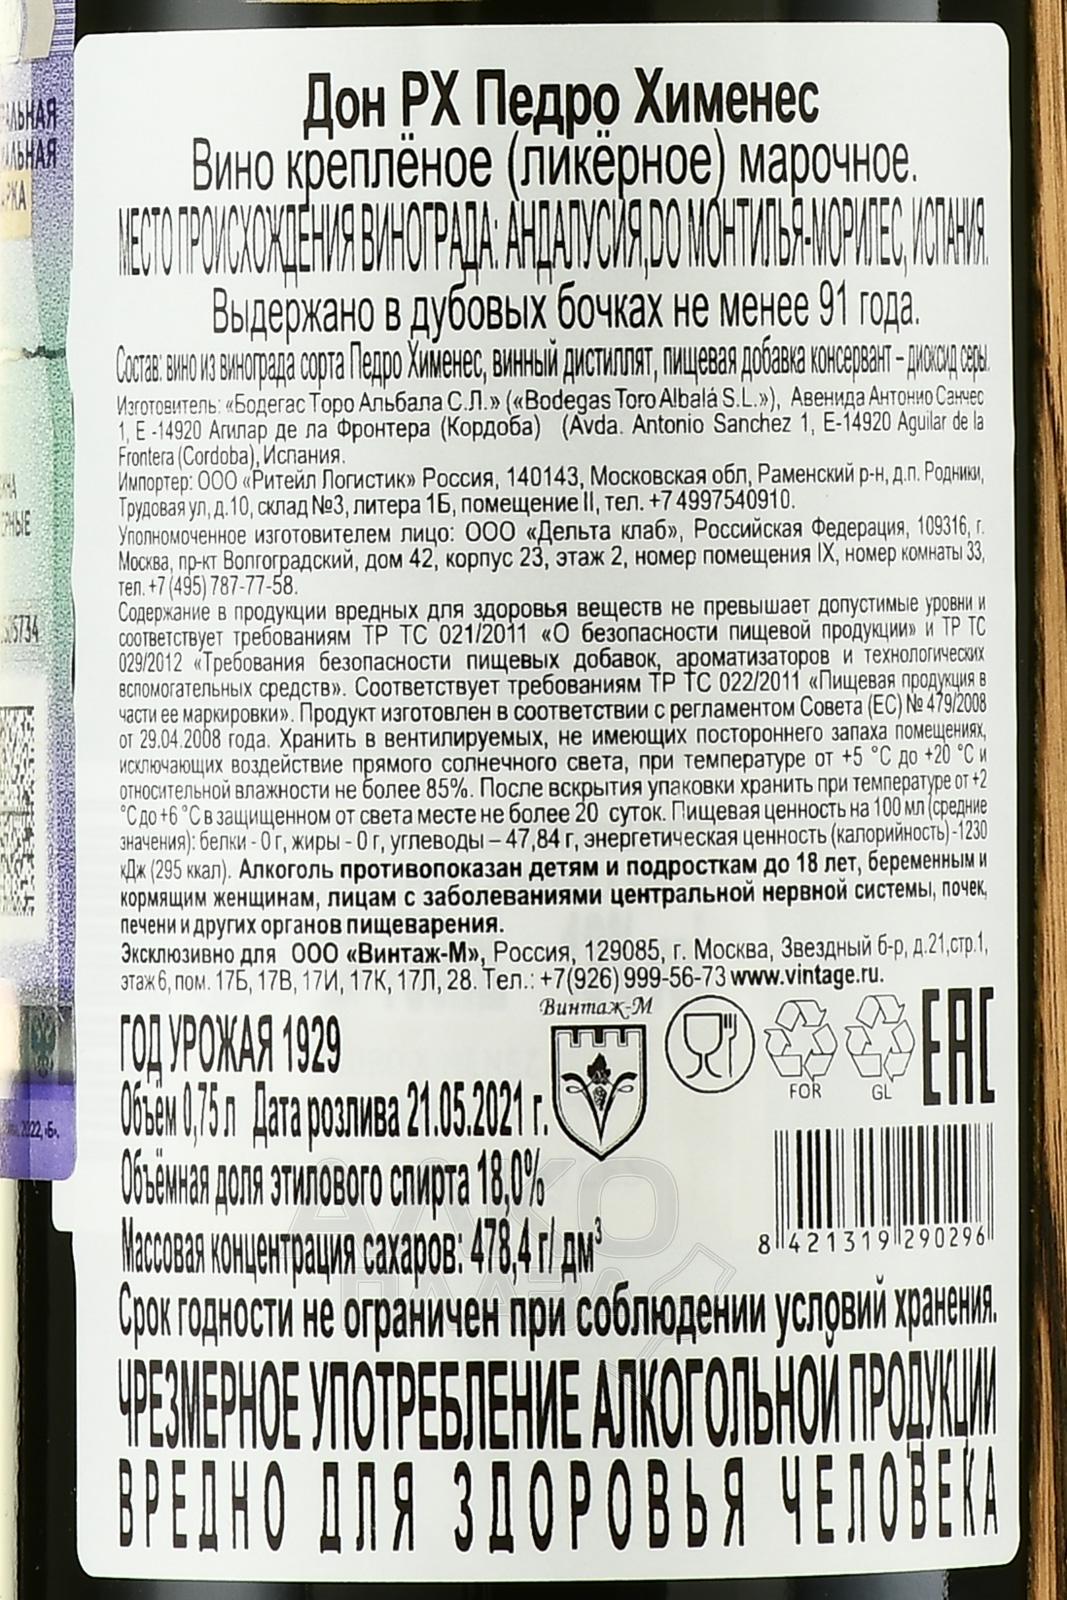 Дон PX Педро Хименес
Вино креплёное (ликёрное) марочное.
МЕСТО ПРОИСХОЖДЕНИЯ ВИНОГРАДА: АНДАЛУСИЯ,DO МОНТИЛЬЯ-МОРИЛЕС, ИСПАНИЯ.
Выдержано в дубовых бочках не менее 91 года.
Состав: вино из винограда сорта Педро Хименес, винный дистиллят, пищевая добавка консервант – диоксид серы.
Изготовитель: «Бодегас Торо Альбала С.Л.» («Bodegas Toro Albalá S.L.»), Авенида Антонио Санчес
1, E -14920 Агилар де ла Фронтера (Кордоба) (Avda. Antonio Sanchez 1, E-14920 Aguilar de la
Frontera (Cordoba), Испания.
Импортер: ООО «Ритейл Логистик» Россия, 140143, Московская обл, Раменский р-н, д.п. Родники,
Трудовая ул, д.10, склад №3, литера 1Б, помещение II, тел. +7 4997540910.
Уполномоченное изготовителем лицо: ООО «Дельта клаб», Российская Федерация, 109316, г.
Москва, пр-кт Волгоградский, дом 42, корпус 23, этаж 2, номер помещения IX, номер комнаты 33,
тел. +7 (495) 787-77-58.
Содержание в продукции вредных для здоровья веществ не превышает допустимые уровни и
соответствует требованиям ТР ТС 021/2011 «О безопасности пищевой продукции» и ТР ТС
029/2012 «Требования безопасности пищевых добавок, ароматизаторов и технологических
вспомогательных средств». Соответствует требованиям ТР ТС 022/2011 «Пищевая продукция в
части ее маркировки». Продукт изготовлен в соответствии с регламентом Совета (ЕС) № 479/2008
от 29.04.2008 года. Хранить в вентилируемых, не имеющих постороннего запаха помещениях,
исключающих воздействие прямого солнечного света, при температуре от +5 °C до +20 °C и
относительной влажности не более 85%. После вскрытия упаковки хранить при температуре от +2
°C до +6 °C в защищенном от света месте не более 20 суток. Пищевая ценность на 100 мл (средние
значения): белки - 0 г, жиры - 0 г, углеводы – 47,84 г, энергетическая ценность (калорийность) -1230
кДж (295 ккал). Алкоголь противопоказан детям и подросткам до 18 лет, беременным и
кормящим женщинам, лицам с заболеваниями центральной нервной системы, почек,
печени и других органов пищеварения.
Эксклюзивно для ООО «Винтаж-М», Россия, 129085, г. Москва, Звездный б-р, д.21,стр.1,
этаж 6, пом. 17Б, 17В, 17И, 17К, 17Л, 28. Тел.: +7(926) 999-56-73 www.vintage.ru.
Винтаж-М
FOR
GL
EAC
ГОД УРОЖАЯ 1929
Объём 0,75 л Дата розлива 21.05.2021 г.
Объёмная доля этилового спирта 18,0%
Массовая концентрация сахаров: 478,4 г/дм³
8 421319 290296
Срок годности не ограничен при соблюдении условий хранения.
ЧРЕЗМЕРНОЕ УПОТРЕБЛЕНИЕ АЛКОГОЛЬНОЙ ПРОДУКЦИИ
ВРЕДНО ДЛЯ ЗДОРОВЬЯ ЧЕЛОВЕКА